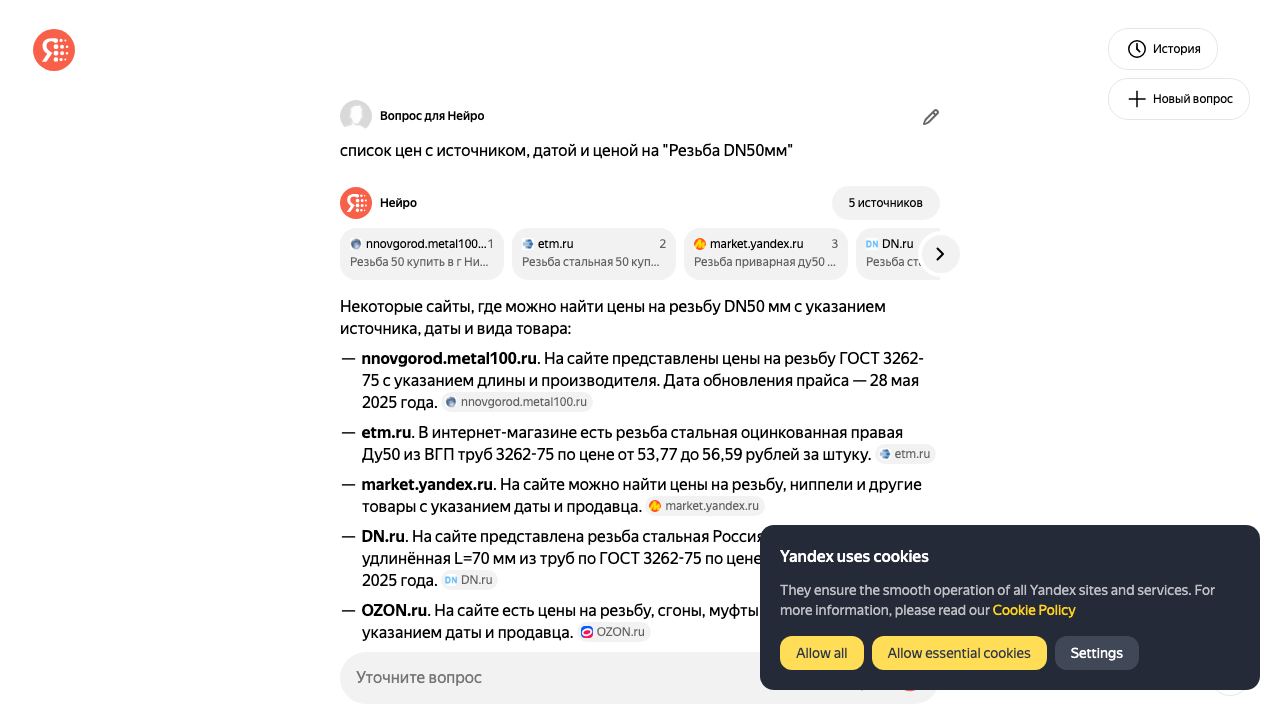 История
Новый вопрос
Вопрос для Нейро
список цен с источником, датой и ценой на "Резьба DN50мм"
Нейро
5 источников
nnovgorod.metal100... 1
Резьба 50 купить в г Ни...
etm.ru 2
Резьба стальная 50 куп...
market.yandex.ru 3
Резьба приварная ду50 ...
DN DN.ru
Резьба ст
Некоторые сайты, где можно найти цены на резьбу DN50 мм с указанием
источника, даты и вида товара:
— nnovgorod.metal100.ru. На сайте представлены цены на резьбу ГОСТ 3262-
75 с указанием длины и производителя. Дата обновления прайса — 28 мая
2025 года. nnovgorod.metal100.ru
— etm.ru. В интернет-магазине есть резьба стальная оцинкованная правая
Ду50 из ВГП труб 3262-75 по цене от 53,77 до 56,59 рублей за штуку. etm.ru
— market.yandex.ru. На сайте можно найти цены на резьбу, ниппели и другие
товары с указанием даты и продавца. market.yandex.ru
— DN.ru. На сайте представлена резьба стальная Россия
удлинённая L=70 мм из труб по ГОСТ 3262-75 по цене
2025 года. DN DN.ru
— OZON.ru. На сайте есть цены на резьбу, сгоны, муфты
указанием даты и продавца. OZON.ru
Уточните вопрос
Yandex uses cookies
They ensure the smooth operation of all Yandex sites and services. For
more information, please read our Cookie Policy
Allow all
Allow essential cookies
Settings